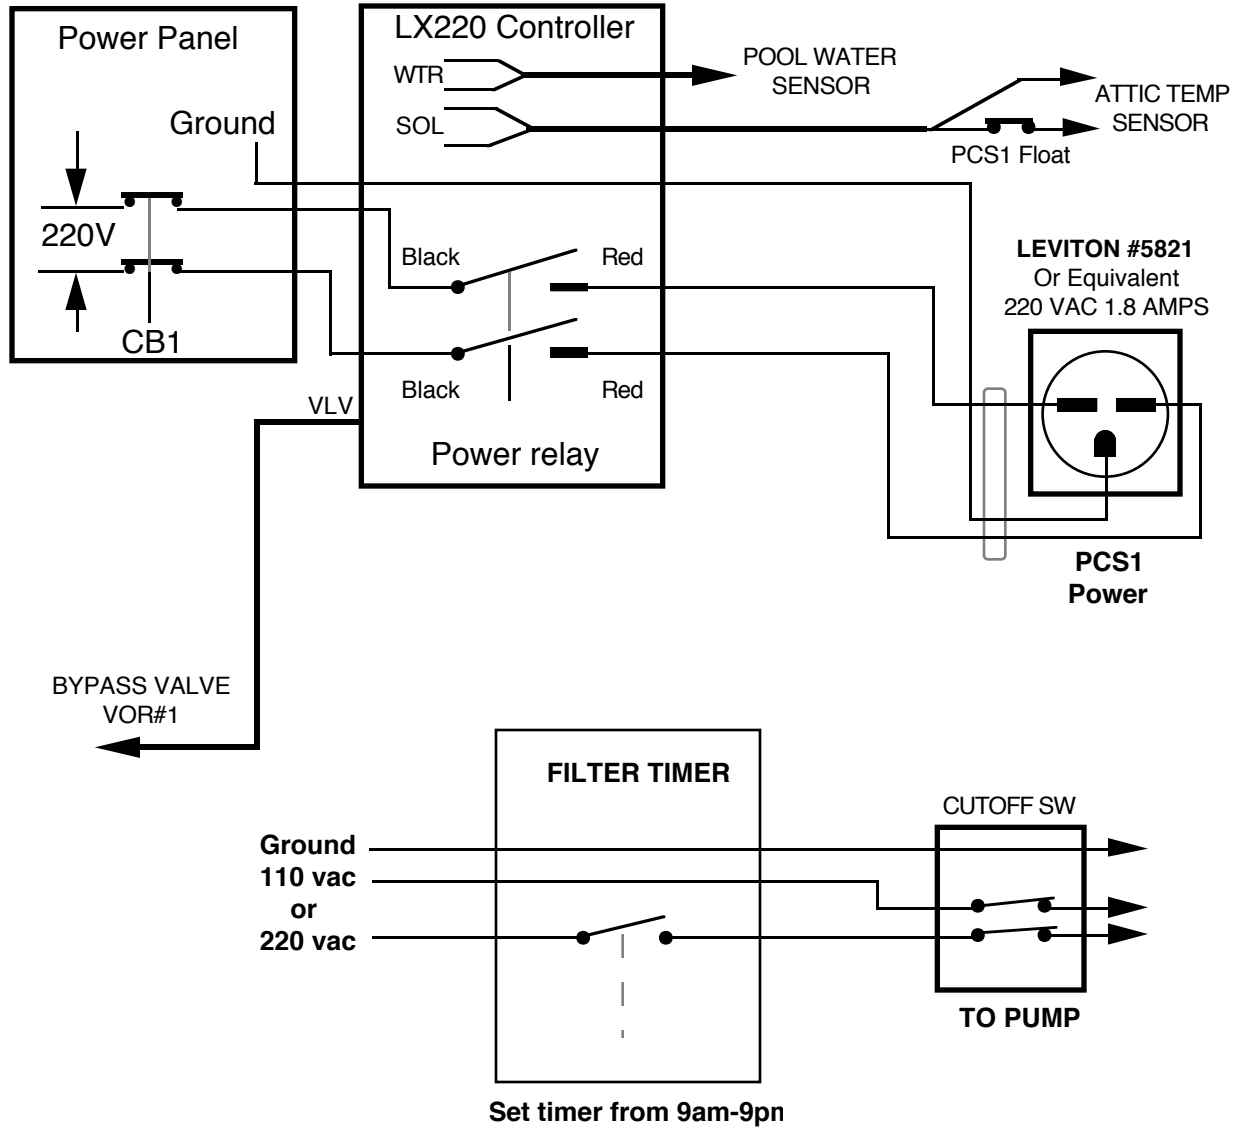 Power Panel
LX220 Controller
WTR
POOL WATER
SENSOR
SOL
ATTIC TEMP
SENSOR
PCS1 Float
Ground
220V
CB1
Black
Red
Black
Red
Power relay
VLV
LEVITON #5821
Or Equivalent
220 VAC 1.8 AMPS
PCS1
Power
BYPASS VALVE
VOR#1
FILTER TIMER
CUTOFF SW
Ground
110 vac
or
220 vac
TO PUMP
Set timer from 9am-9pn